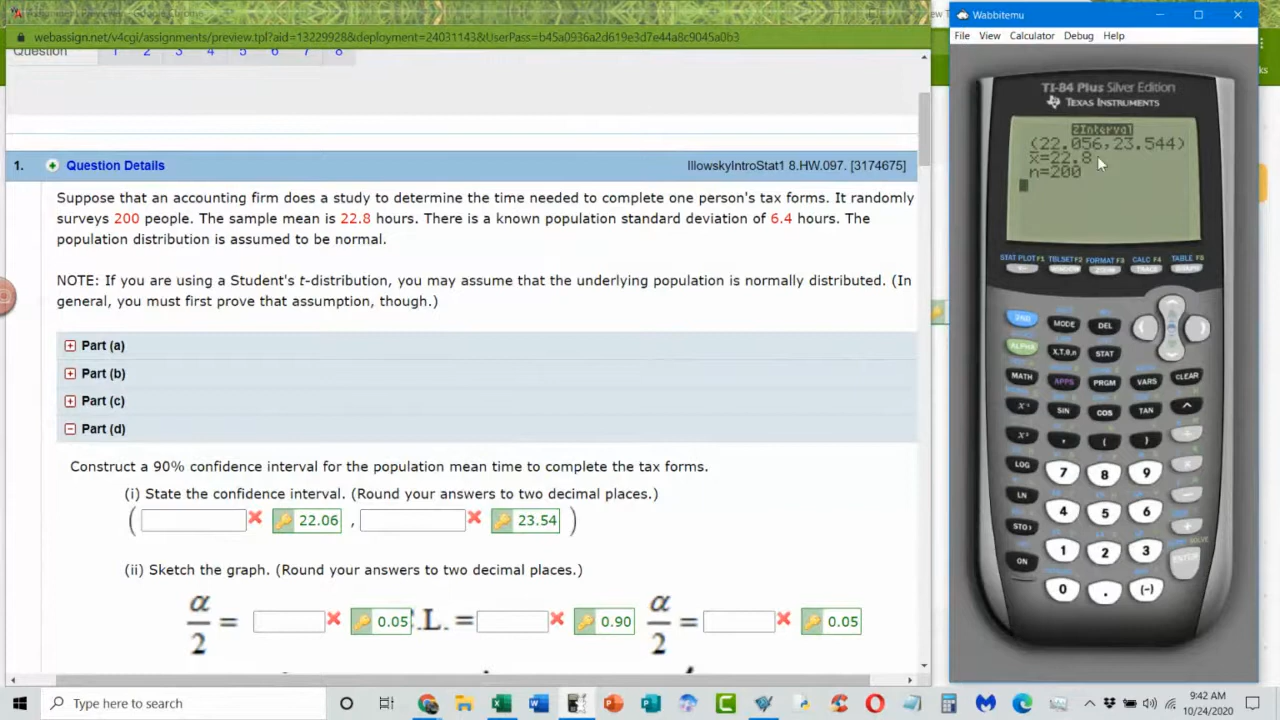 Wabbitemu
webassign.net/v4cgi/assignments/preview.tpl?aid=13229928&deployment=24031143&UserPass=b45a0936a2d619e3d7e44a8c9045a0b3
File View Calculator Debug Help
Question 1 2 3 4 5 6 7 8
1. Question Details IllowskyIntroStat1 8.HW.097. [3174675]
Suppose that an accounting firm does a study to determine the time needed to complete one person's tax forms. It randomly
surveys 200 people. The sample mean is 22.8 hours. There is a known population standard deviation of 6.4 hours. The
population distribution is assumed to be normal.
NOTE: If you are using a Student's t-distribution, you may assume that the underlying population is normally distributed. (In
general, you must first prove that assumption, though.)
Part (a)
Part (b)
Part (c)
Part (d)
Construct a 90% confidence interval for the population mean time to complete the tax forms.
(i) State the confidence interval. (Round your answers to two decimal places.)
( 22.06 , 23.54 )
(ii) Sketch the graph. (Round your answers to two decimal places.)
α/2 = 0.05 C.L. = 0.90 α/2 = 0.05
TI-84 Plus Silver Edition
TEXAS INSTRUMENTS
ZInterval
(22.056,23.544)
x̄=22.8
n=200
STAT PLOT F1 TBLSET F2 FORMAT F3 CALC F4 TABLE F5
Y= WINDOW ZOOM TRACE GRAPH
2ND MODE DEL
ALPHA X,T,θ,n STAT
MATH APPS PRGM VARS CLEAR
SIN COS TAN ^
x² , ( )
LOG 7 8 9
LN 4 5 6
STO› 1 2 3
ON 0 . (-) ENTER
Type here to search
9:42 AM
10/24/2020